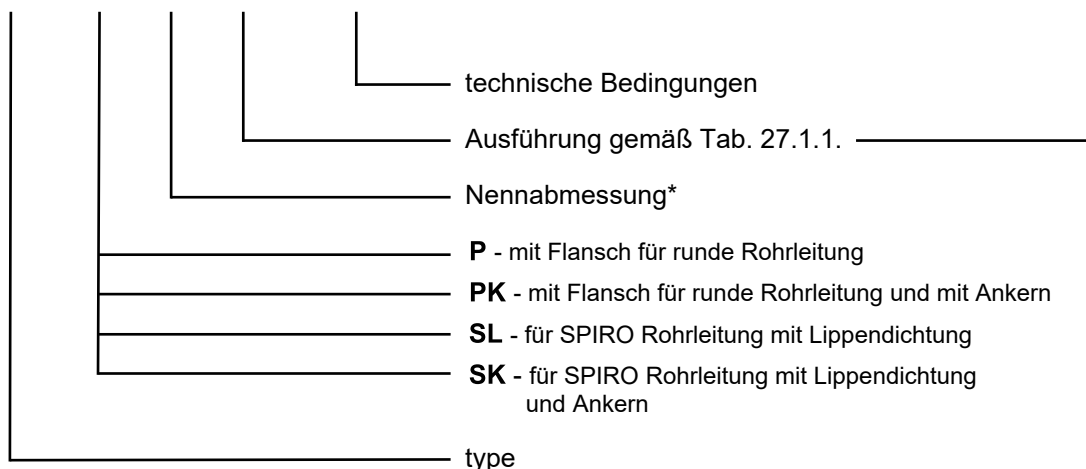 technische Bedingungen
Ausführung gemäß Tab. 27.1.1.
Nennabmessung*
P - mit Flansch für runde Rohrleitung
PK - mit Flansch für runde Rohrleitung und mit Ankern
SL - für SPIRO Rohrleitung mit Lippendichtung
SK - für SPIRO Rohrleitung mit Lippendichtung
und Ankern
type